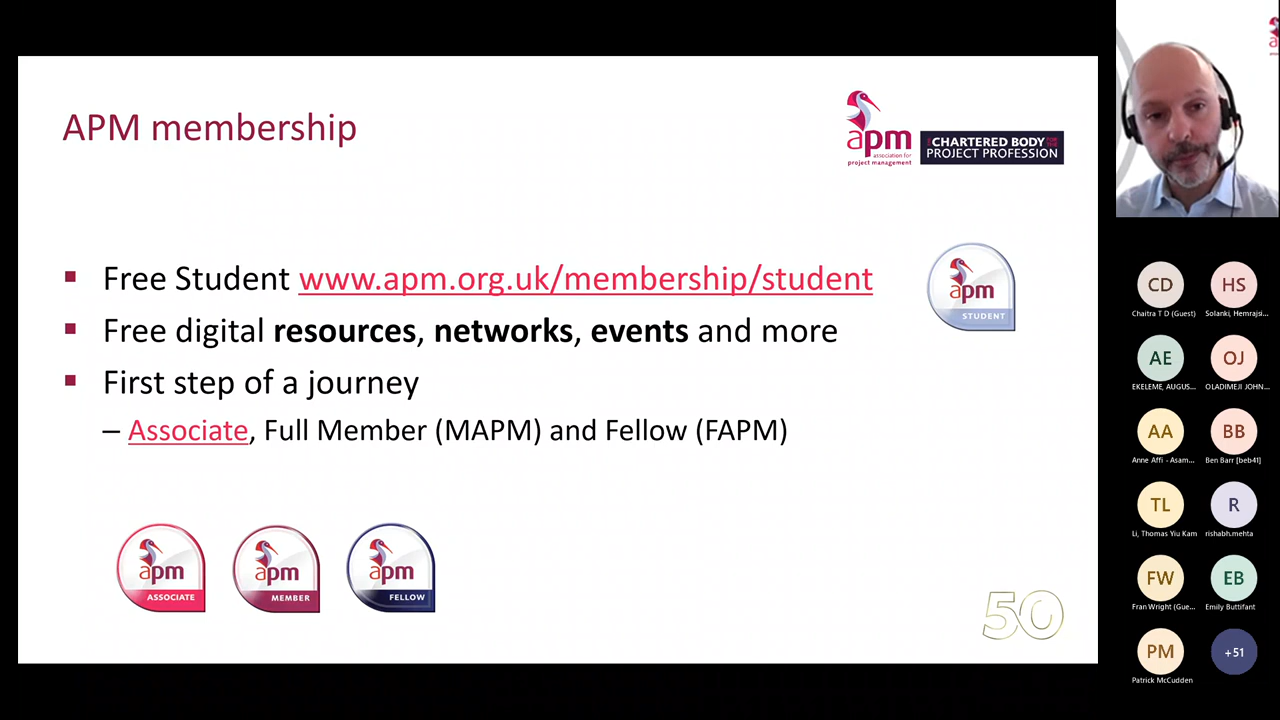 APM membership
apm
association for
project management
CHARTERED BODY
PROJECT PROFESSION
Free Student www.apm.org.uk/membership/student
Free digital resources, networks, events and more
First step of a journey
– Associate, Full Member (MAPM) and Fellow (FAPM)
apm
STUDENT
apm
ASSOCIATE
apm
MEMBER
apm
FELLOW
50
CD
HS
Chaitra T D (Guest)
Solanki, Hemrajsi...
AE
OJ
EKELEME, AUGUS...
OLADIMEJI JOHN...
AA
BB
Anne Affi - Asam...
Ben Barr [beb41]
TL
R
Li, Thomas Yiu Kam
rishabh.mehta
FW
EB
Fran Wright (Gue...
Emily Buttifant
PM
+51
Patrick McCudden